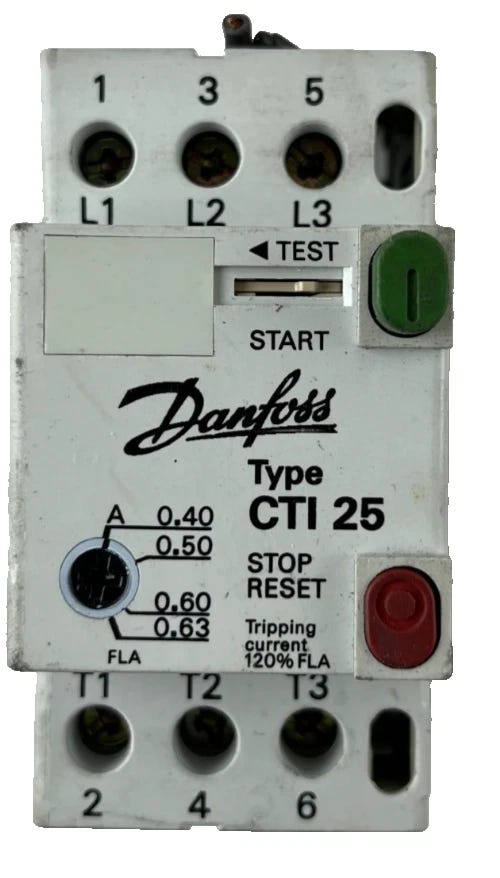 1 3 5
L1 L2 L3
◄ TEST
START
Danfoss
Type
CTI 25
A 0.40
0.50
0.60
0.63
FLA
STOP
RESET
Tripping
current
120% FLA
T1 T2 T3
2 4 6